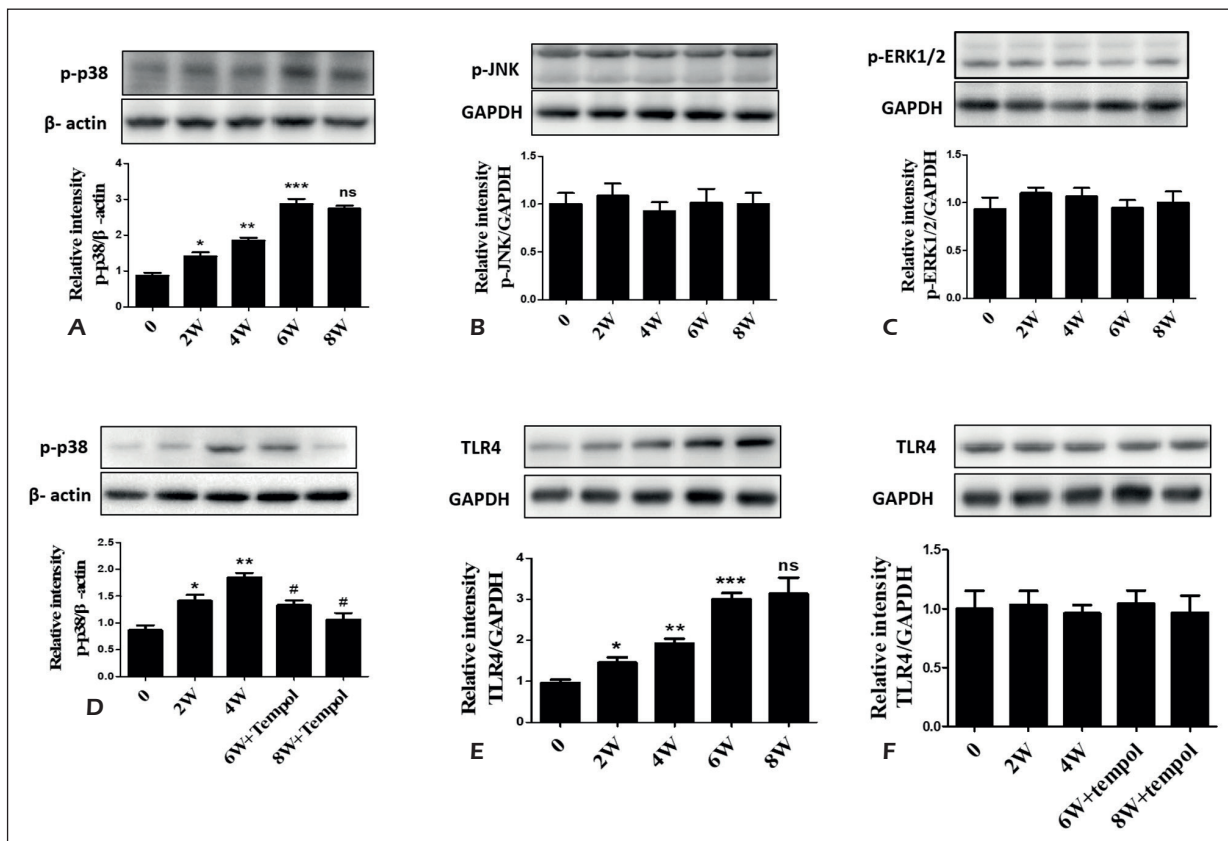 p-p38
β- actin
Relative intensity
p-p38/β -actin
4
3
2
1
0
*
**
***
ns
0
2W
4W
6W
8W
A
p-JNK
GAPDH
Relative intensity
p-JNK/GAPDH
1.5
1.0
0.5
0.0
0
2W
4W
6W
8W
B
p-ERK1/2
GAPDH
Relative intensity
p-ERK1/2/GAPDH
1.5
1.0
0.5
0.0
0
2W
4W
6W
8W
C
p-p38
β- actin
Relative intensity
p-p38/β -actin
2.5
2.0
1.5
1.0
0.5
0.0
*
**
#
#
0
2W
4W
6W+Tempol
8W+Tempol
D
TLR4
GAPDH
Relative intensity
TLR4/GAPDH
4
3
2
1
0
*
**
***
ns
0
2W
4W
6W
8W
E
TLR4
GAPDH
Relative intensity
TLR4/GAPDH
1.5
1.0
0.5
0.0
0
2W
4W
6W+tempol
8W+tempol
F